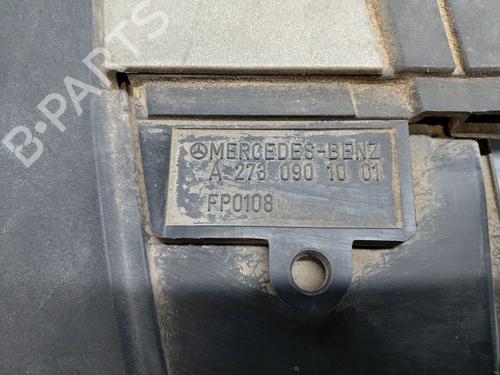 B-PARTS
MERCEDES-BENZ
A 273 090 10 01
FP0108